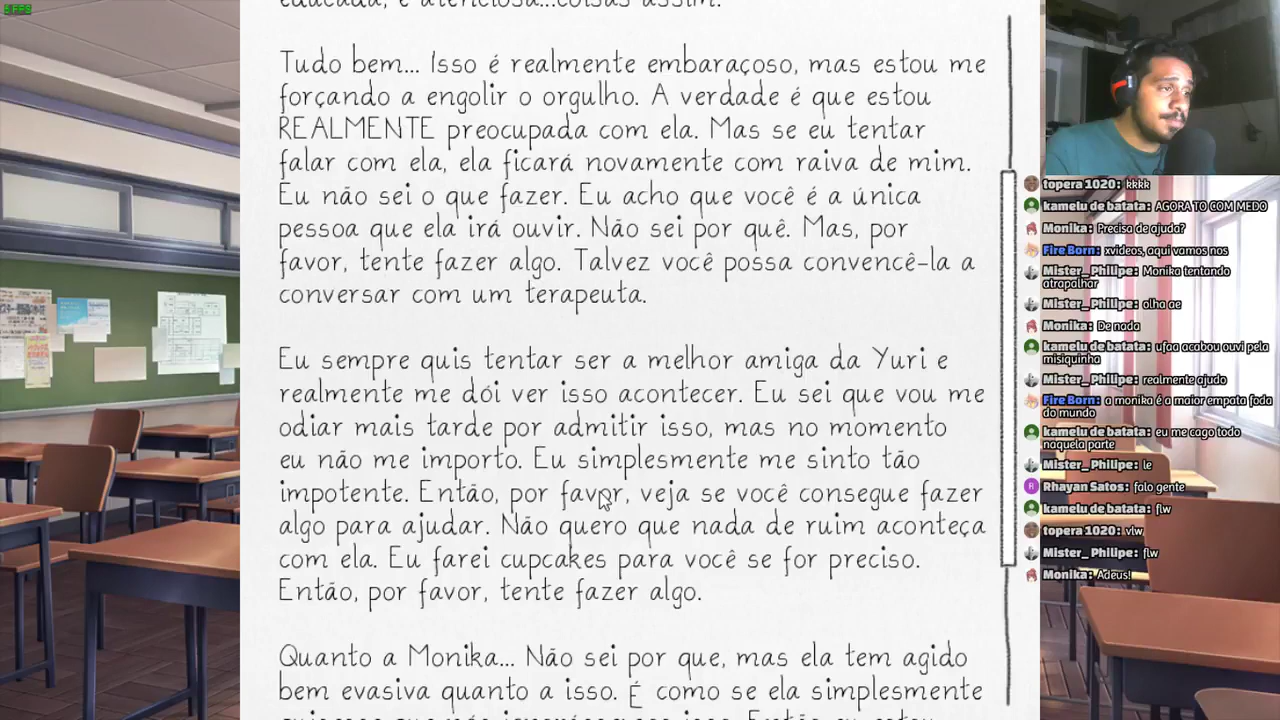 5 FPS
educada, e atenciosa...coisas assim.
Tudo bem... Isso é realmente embaraçoso, mas estou me
forçando a engolir o orgulho. A verdade é que estou
REALMENTE preocupada com ela. Mas se eu tentar
falar com ela, ela ficará novamente com raiva de mim.
Eu não sei o que fazer. Eu acho que você é a única
pessoa que ela irá ouvir. Não sei por quê. Mas, por
favor, tente fazer algo. Talvez você possa convencê-la a
conversar com um terapeuta.
Eu sempre quis tentar ser a melhor amiga da Yuri e
realmente me dói ver isso acontecer. Eu sei que vou me
odiar mais tarde por admitir isso, mas no momento
eu não me importo. Eu simplesmente me sinto tão
impotente. Então, por favor, veja se você consegue fazer
algo para ajudar. Não quero que nada de ruim aconteça
com ela. Eu farei cupcakes para você se for preciso.
Então, por favor, tente fazer algo.
Quanto a Monika... Não sei por que, mas ela tem agido
bem evasiva quanto a isso. É como se ela simplesmente
topera 1020: kkkk
kamelu de batata: AGORA TO COM MEDO
Monika: Precisa de ajuda?
Fire Born: xvideos, aqui vamos nos
Mister_Philipe: Monika tentando
atrapalhar
Mister_Philipe: olha ae
Monika: De nada
kamelu de batata: ufaa acabou ouvi pela
misiquinha
Mister_Philipe: realmente ajudo
Fire Born: a monika é a maior empata foda
do mundo
kamelu de batata: eu me cago todo
naquela parte
Mister_Philipe: le
Rhayan Satos: falo gente
kamelu de batata: flw
topera 1020: vlw
Mister_Philipe: flw
Monika: Adeus!